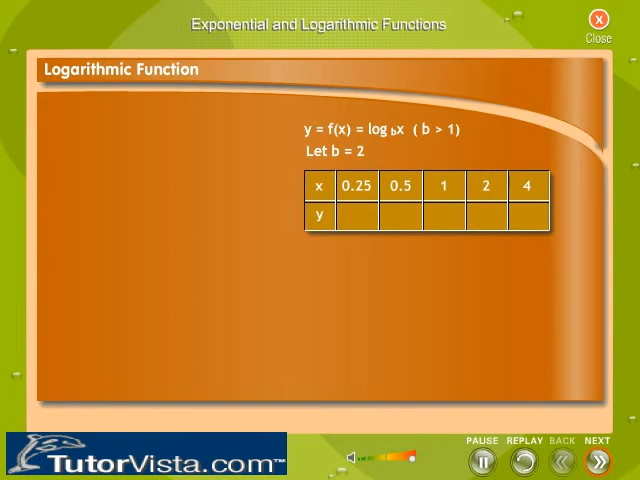 Exponential and Logarithmic Functions
X
Close
Logarithmic Function
y = f(x) = log bx ( b > 1)
Let b = 2
x 0.25 0.5 1 2 4
y
PAUSE REPLAY BACK NEXT
TutorVista.com™